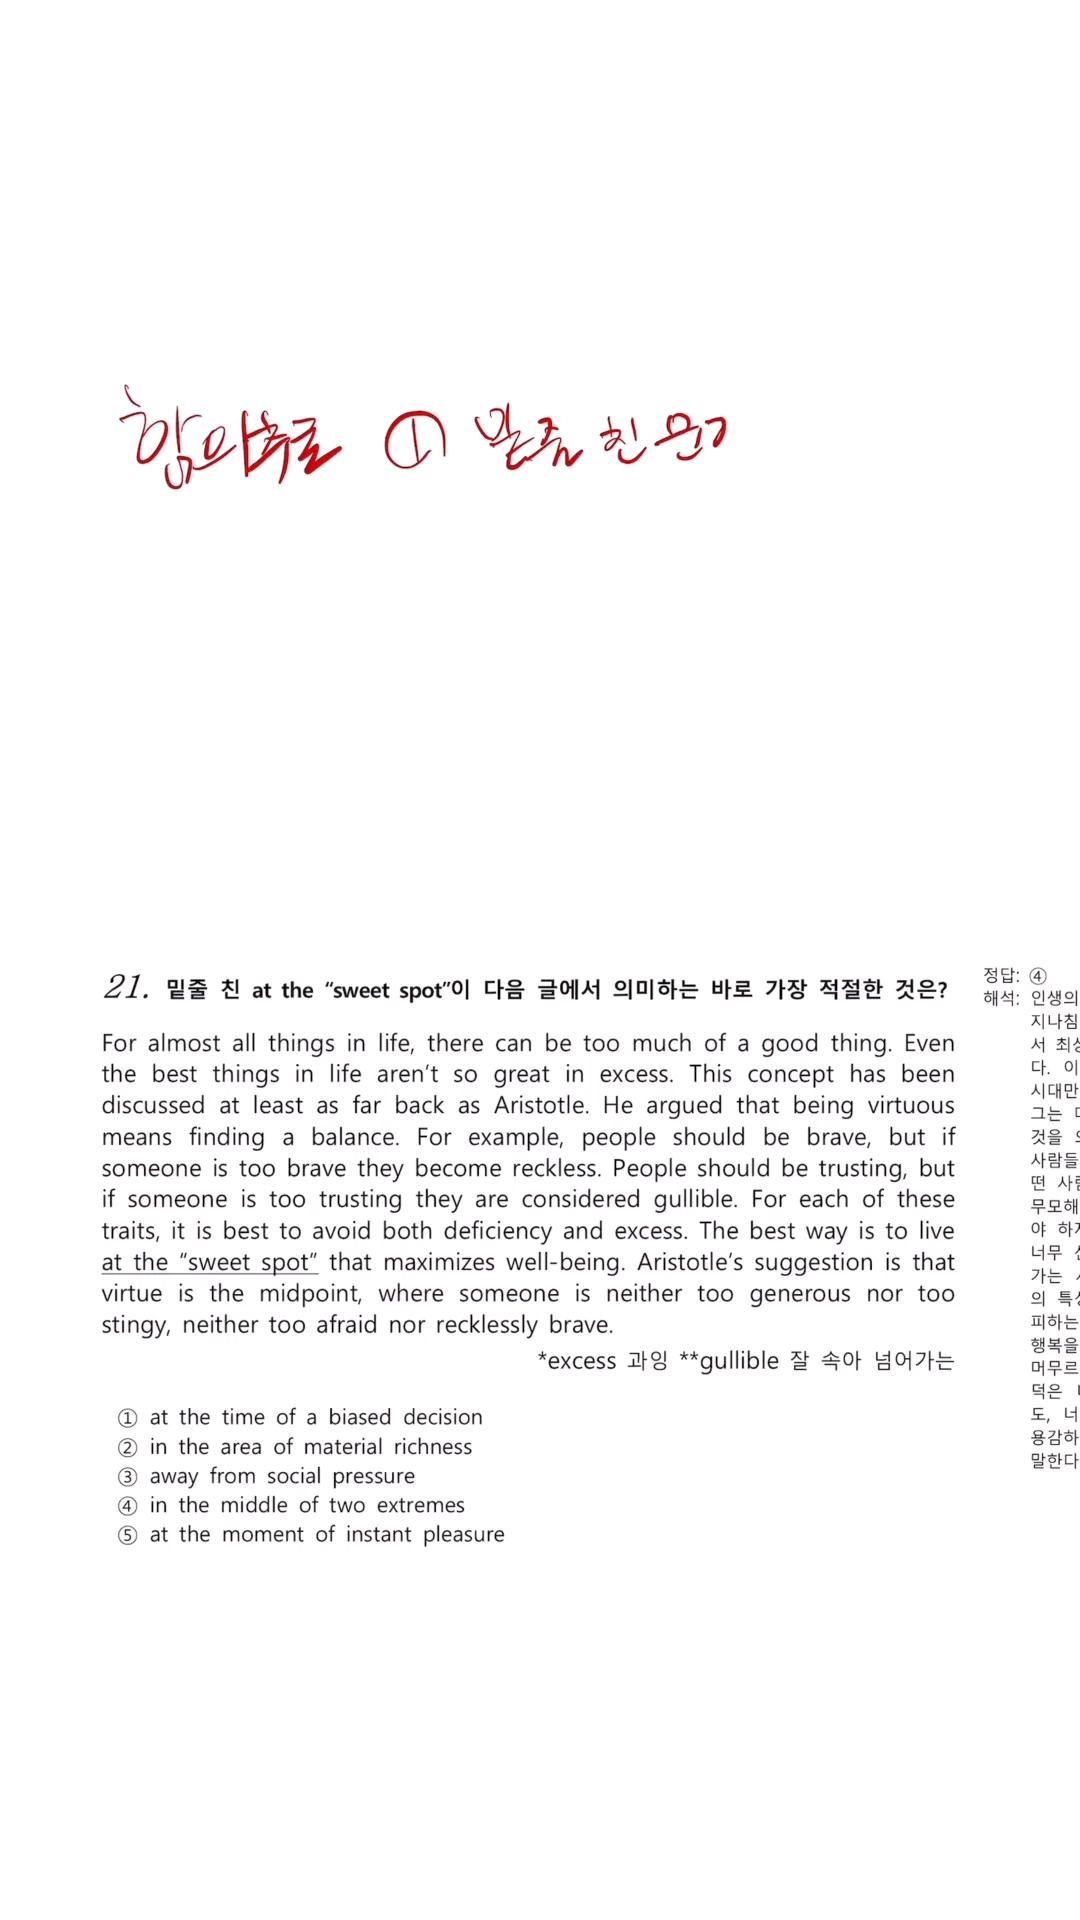 함의추론 ① 밑줄 친 문장
21. 밑줄 친 at the “sweet spot”이 다음 글에서 의미하는 바로 가장 적절한 것은?
For almost all things in life, there can be too much of a good thing. Even
the best things in life aren’t so great in excess. This concept has been
discussed at least as far back as Aristotle. He argued that being virtuous
means finding a balance. For example, people should be brave, but if
someone is too brave they become reckless. People should be trusting, but
if someone is too trusting they are considered gullible. For each of these
traits, it is best to avoid both deficiency and excess. The best way is to live
at the “sweet spot” that maximizes well-being. Aristotle’s suggestion is that
virtue is the midpoint, where someone is neither too generous nor too
stingy, neither too afraid nor recklessly brave.
*excess 과잉 **gullible 잘 속아 넘어가는
① at the time of a biased decision
② in the area of material richness
③ away from social pressure
④ in the middle of two extremes
⑤ at the moment of instant pleasure
정답: ④
해석: 인생의
지나침
서 최상
다. 이
시대만
그는 
것을 
사람들
떤 사람
무모해
야 하지
너무 
가는 
의 특성
피하는
행복을
머무르
덕은 
도, 너
용감하
말한다